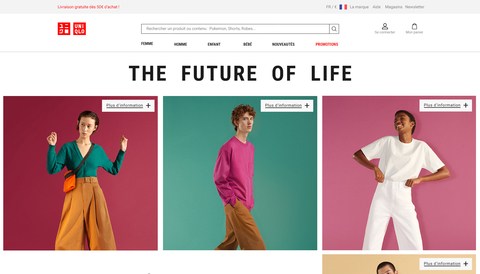 Livraison gratuite dès 50€ d'achat !
FR / € La marque Aide Magasins Newsletter
UNI
QLO
Rechercher un produit ou contenu : Pokemon, Shorts, Robes...
Se connecter
Mon panier
FEMME HOMME ENFANT BÉBÉ NOUVEAUTÉS PROMOTIONS
THE FUTURE OF LIFE
Plus d'information +
Plus d'information +
Plus d'information +
Plus d'information +